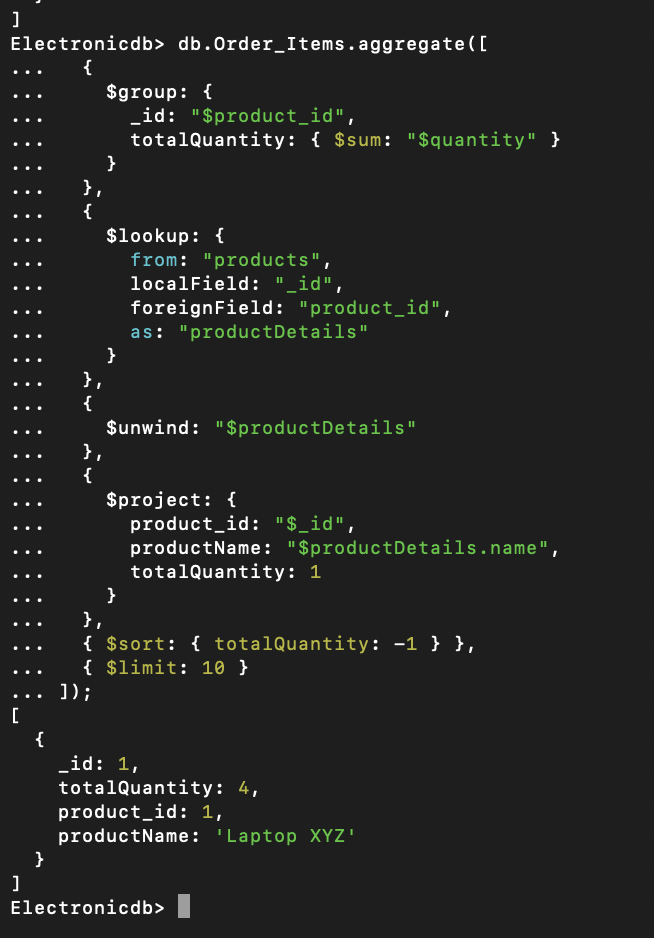 ]
Electronicdb> db.Order_Items.aggregate([
...   {
...     $group: {
...       _id: "$product_id",
...       totalQuantity: { $sum: "$quantity" }
...     }
...   },
...   {
...     $lookup: {
...       from: "products",
...       localField: "_id",
...       foreignField: "product_id",
...       as: "productDetails"
...     }
...   },
...   {
...     $unwind: "$productDetails"
...   },
...   {
...     $project: {
...       product_id: "$_id",
...       productName: "$productDetails.name",
...       totalQuantity: 1
...     }
...   },
...   { $sort: { totalQuantity: -1 } },
...   { $limit: 10 }
... ]);
[
  {
    _id: 1,
    totalQuantity: 4,
    product_id: 1,
    productName: 'Laptop XYZ'
  }
]
Electronicdb>